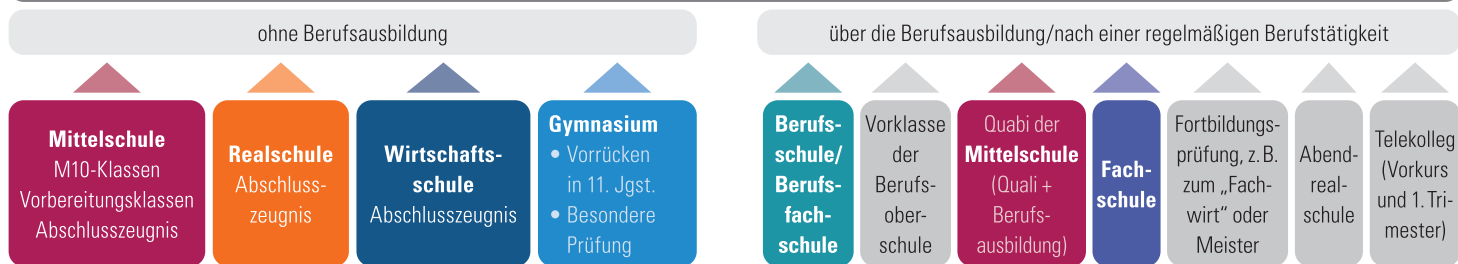 ohne Berufsausbildung
über die Berufsausbildung/nach einer regelmäßigen Berufstätigkeit
Mittelschule
M10-Klassen
Vorbereitungsklassen
Abschlusszeugnis
Realschule
Abschluss-
zeugnis
Wirtschafts-
schule
Abschlusszeugnis
Gymnasium
• Vorrücken
in 11. Jgst.
• Besondere
Prüfung
Berufs-
schule/
Berufs-
fach-
schule
Vorklasse
der
Berufs-
ober-
schule
Quabi der
Mittelschule
(Quali +
Berufs-
ausbildung)
Fach-
schule
Fortbildungs-
prüfung, z. B.
zum „Fach-
wirt“ oder
Meister
Abend-
real-
schule
Telekolleg
(Vorkurs
und 1. Tri-
mester)